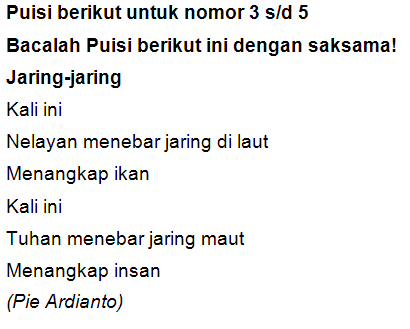 Puisi berikut untuk nomor 3 s/d 5
Bacalah Puisi berikut ini dengan saksama!
Jaring-jaring
Kali ini
Nelayan menebar jaring di laut
Menangkap ikan
Kali ini
Tuhan menebar jaring maut
Menangkap insan
(Pie Ardianto)